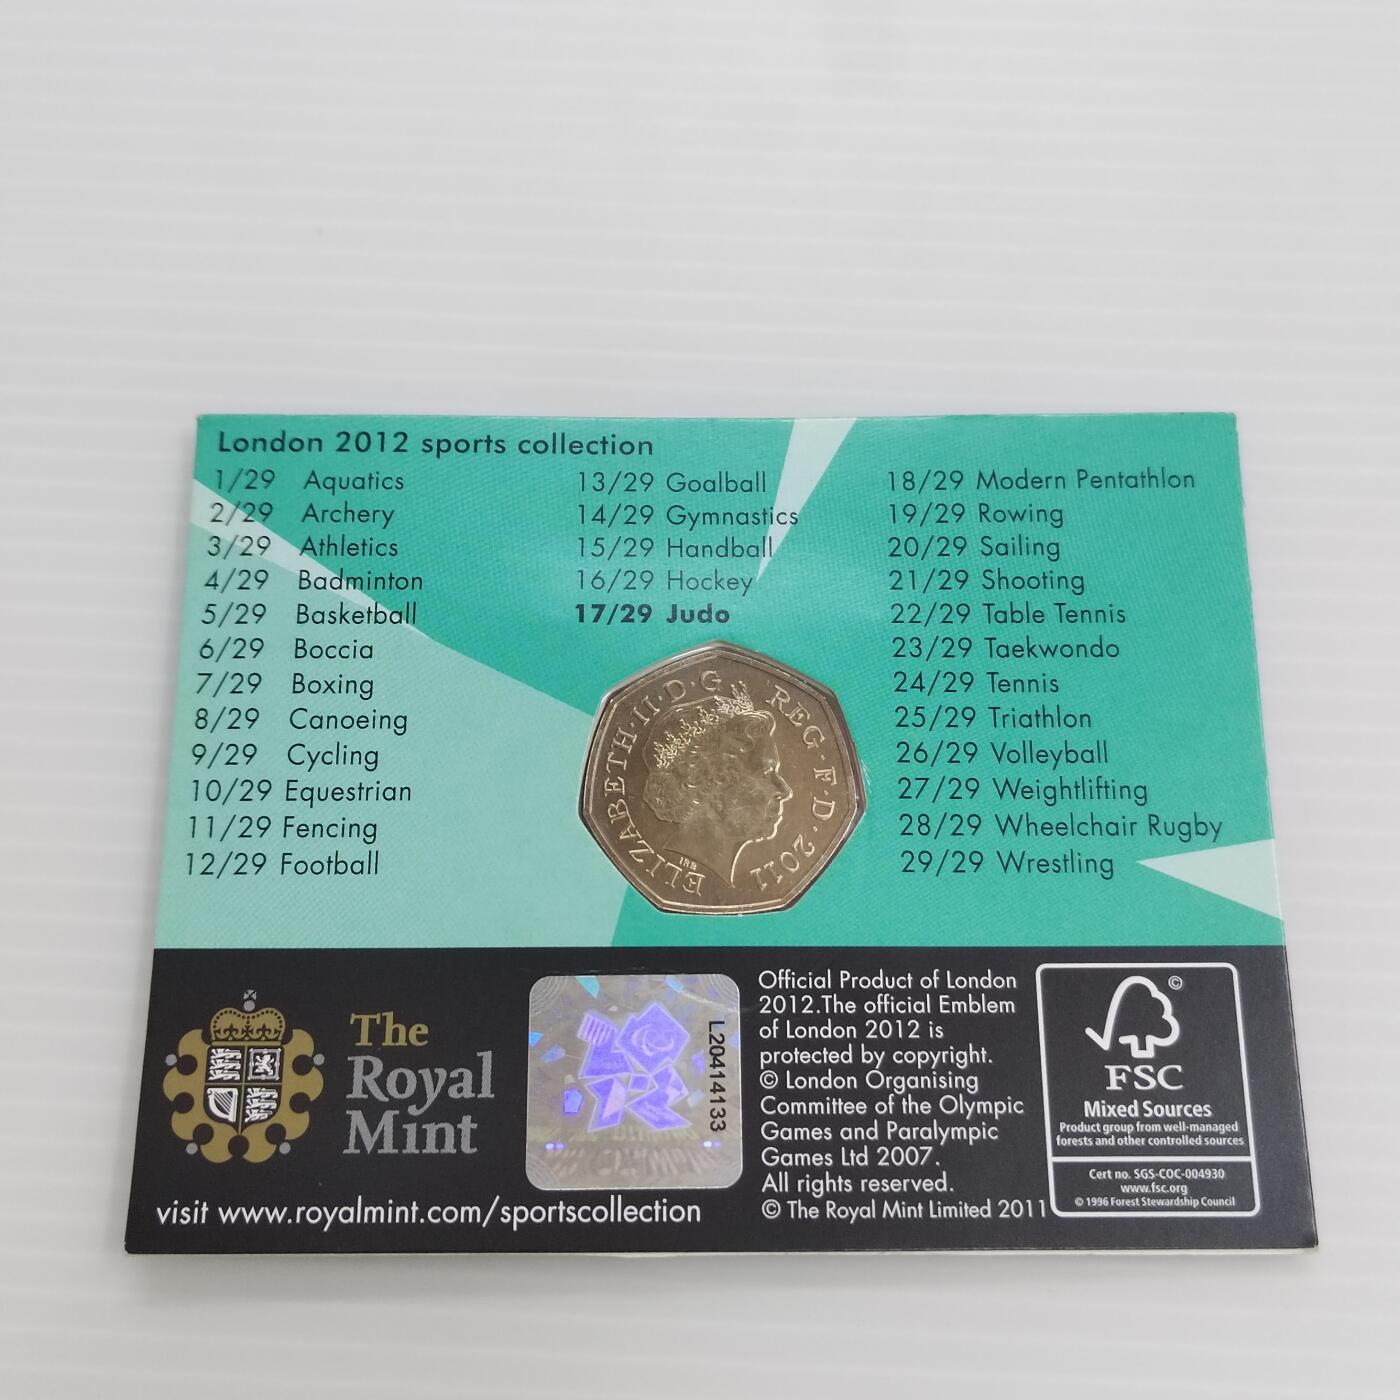 London 2012 sports collection
1/29 Aquatics
2/29 Archery
3/29 Athletics
4/29 Badminton
5/29 Basketball
6/29 Boccia
7/29 Boxing
8/29 Canoeing
9/29 Cycling
10/29 Equestrian
11/29 Fencing
12/29 Football
13/29 Goalball
14/29 Gymnastics
15/29 Handball
16/29 Hockey
17/29 Judo
18/29 Modern Pentathlon
19/29 Rowing
20/29 Sailing
21/29 Shooting
22/29 Table Tennis
23/29 Taekwondo
24/29 Tennis
25/29 Triathlon
26/29 Volleyball
27/29 Weightlifting
28/29 Wheelchair Rugby
29/29 Wrestling
ELIZABETH·II·D·G REG·F·D·2011
IRB
The
Royal
Mint
visit www.royalmint.com/sportscollection
L20414133
Official Product of London
2012.The official Emblem
of London 2012 is
protected by copyright.
© London Organising
Committee of the Olympic
Games and Paralympic
Games Ltd 2007.
All rights reserved.
© The Royal Mint Limited 2011
©
FSC
Mixed Sources
Product group from well-managed
forests and other controlled sources
Cert no. SGS-COC-004930
www.fsc.org
© 1996 Forest Stewardship Council